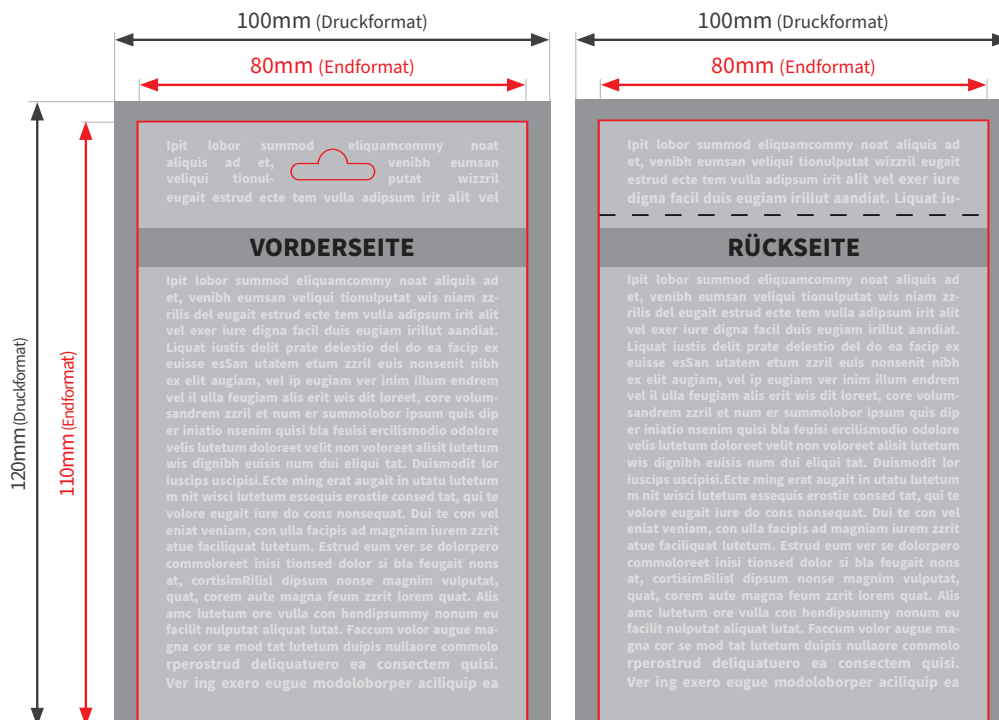 100mm (Druckformat)
80mm (Endformat)
120mm (Druckformat)
110mm (Endformat)
Ipit lobor summod eliquamcommy noat
aliquis ad et, venibh eumsan
veliqui tionul- putat wizzril
eugait estrud ecte tem vulla adipsum irit alit vel
VORDERSEITE
Ipit lobor summod eliquamcommy noat aliquis ad
et, venibh eumsan veliqui tionulputat wis niam zz-
rilis del eugait estrud ecte tem vulla adipsum irit alit
vel exer iure digna facil duis eugiam irillut aandiat.
Liquat iustis delit prate delestio del do ea facip ex
euisse esSan utatem etum zzril euis nonsenit nibh
ex elit augiam, vel ip eugiam ver inim illum endrem
vel il ulla feugiam alis erit wis dit loreet, core volum-
sandrem zzril et num er summolobor ipsum quis dip
er iniatio nsenim quisi bla feuisi ercilismodio odolore
velis lutetum doloreet velit non voloreet alisit lutetum
wis dignibh euisis num dui eliqui tat. Duismodit lor
iuscips uscipisi.Ecte ming erat augait in utatu lutetum
m nit wisci lutetum essequis erostie consed tat, qui te
volore eugait iure do cons nonsequat. Dui te con vel
eniat veniam, con ulla facipis ad magniam iurem zzrit
atue faciliquat lutetum. Estrud eum ver se dolorpero
commoloreet inisi tionsed dolor si bla feugait nons
at, cortisimRilisl dipsum nonse magnim vulputat,
quat, corem aute magna feum zzrit lorem quat. Alis
amc lutetum ore vulla con hendipsummy nonum eu
facilit nulputat aliquat lutat. Faccum volor augue ma-
gna cor se mod tat lutetum duipis nullaore commolo
rperostrud deliquatuero ea consectem quisi.
Ver ing exero eugue modoloborper aciliquip ea
100mm (Druckformat)
80mm (Endformat)
Ipit lobor summod eliquamcommy noat aliquis ad
et, venibh eumsan veliqui tionulputat wizzril eugait
estrud ecte tem vulla adipsum irit alit vel exer iure
digna facil duis eugiam irillut aandiat. Liquat iu-
RÜCKSEITE
Ipit lobor summod eliquamcommy noat aliquis ad
et, venibh eumsan veliqui tionulputat wis niam zz-
rilis del eugait estrud ecte tem vulla adipsum irit alit
vel exer iure digna facil duis eugiam irillut aandiat.
Liquat iustis delit prate delestio del do ea facip ex
euisse esSan utatem etum zzril euis nonsenit nibh
ex elit augiam, vel ip eugiam ver inim illum endrem
vel il ulla feugiam alis erit wis dit loreet, core volum-
sandrem zzril et num er summolobor ipsum quis dip
er iniatio nsenim quisi bla feuisi ercilismodio odolore
velis lutetum doloreet velit non voloreet alisit lutetum
wis dignibh euisis num dui eliqui tat. Duismodit lor
iuscips uscipisi.Ecte ming erat augait in utatu lutetum
m nit wisci lutetum essequis erostie consed tat, qui te
volore eugait iure do cons nonsequat. Dui te con vel
eniat veniam, con ulla facipis ad magniam iurem zzrit
atue faciliquat lutetum. Estrud eum ver se dolorpero
commoloreet inisi tionsed dolor si bla feugait nons
at, cortisimRilisl dipsum nonse magnim vulputat,
quat, corem aute magna feum zzrit lorem quat. Alis
amc lutetum ore vulla con hendipsummy nonum eu
facilit nulputat aliquat lutat. Faccum volor augue ma-
gna cor se mod tat lutetum duipis nullaore commolo
rperostrud deliquatuero ea consectem quisi.
Ver ing exero eugue modoloborper aciliquip ea